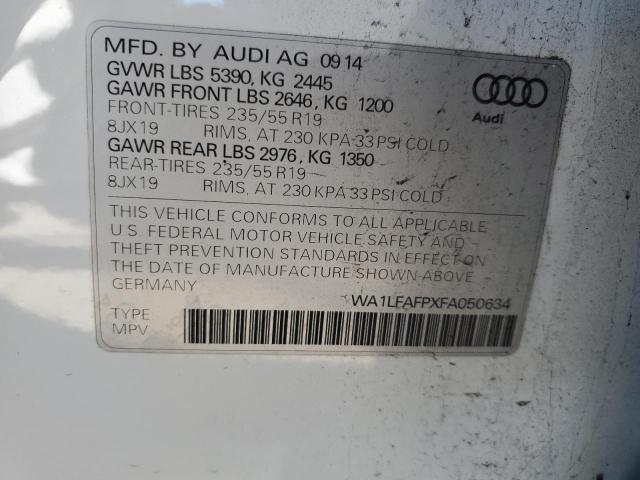 MFD. BY AUDI AG 09 14
GVWR LBS 5390, KG 2445
GAWR FRONT LBS 2646, KG 1200
FRONT-TIRES 235/55 R19
8JX19 RIMS, AT 230 KPA 33 PSI COLD
GAWR REAR LBS 2976, KG 1350
REAR-TIRES 235/55 R19
8JX19 RIMS, AT 230 KPA 33 PSI COLD
Audi
THIS VEHICLE CONFORMS TO ALL APPLICABLE
U.S. FEDERAL MOTOR VEHICLE SAFETY AND
THEFT PREVENTION STANDARDS IN EFFECT ON
THE DATE OF MANUFACTURE SHOWN ABOVE.
GERMANY
WA1LFAFPXFA050634
TYPE
MPV